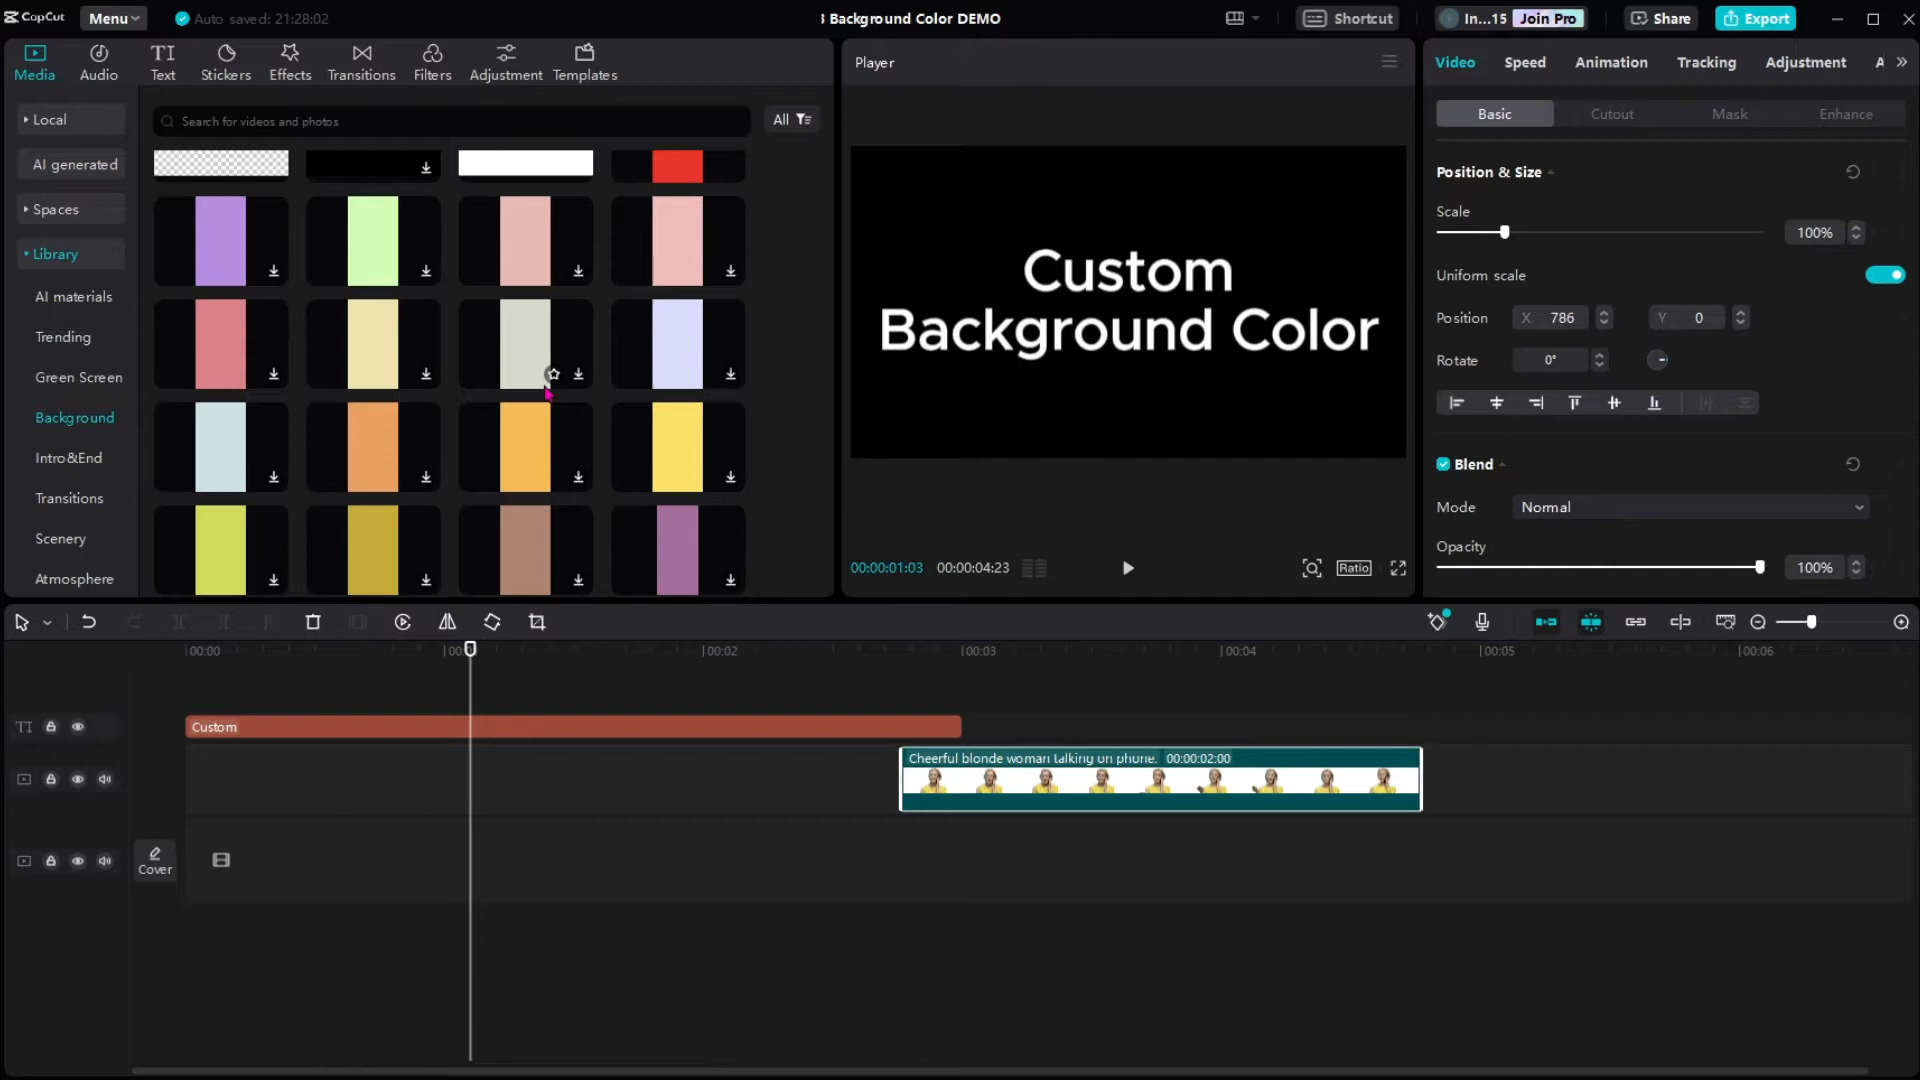 CapCut
Menu
Auto saved: 21:28:02
Background Color DEMO
Shortcut
In...15
Join Pro
Share
Export
Media
Audio
Text
Stickers
Effects
Transitions
Filters
Adjustment
Templates
Local
AI generated
Spaces
Library
AI materials
Trending
Green Screen
Background
Intro&End
Transitions
Scenery
Atmosphere
Search for videos and photos
All
Player
Custom
Background Color
00:00:01:03
00:00:04:23
Ratio
Video
Speed
Animation
Tracking
Adjustment
Basic
Cutout
Mask
Enhance
Position & Size
Scale
100%
Uniform scale
Position
X 786
Y 0
Rotate
0°
Blend
Mode
Normal
Opacity
100%
00:00
00:02
00:03
00:04
00:05
00:06
TI
Custom
Cheerful blonde woman talking on phone. 00:00:02:00
Cover